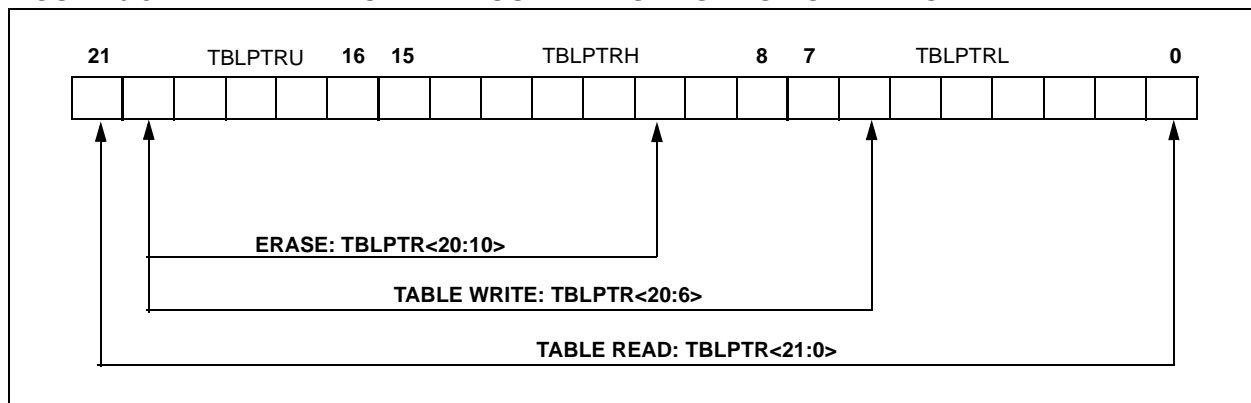 21 TBLPTRU 16 15 TBLPTRH 8 7 TBLPTRL 0
ERASE: TBLPTR<20:10>
TABLE WRITE: TBLPTR<20:6>
TABLE READ: TBLPTR<21:0>